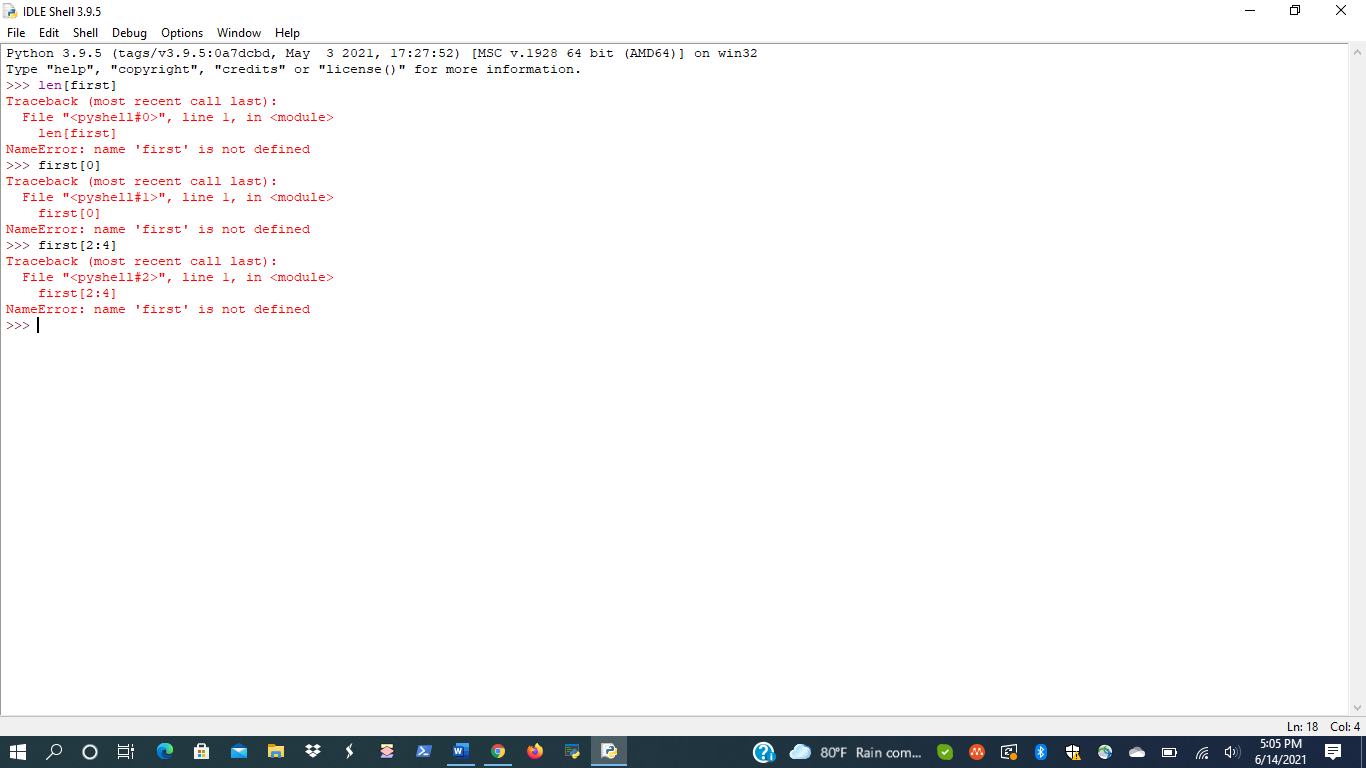 IDLE Shell 3.9.5
File Edit Shell Debug Options Window Help
Python 3.9.5 (tags/v3.9.5:0a7dcbd, May  3 2021, 17:27:52) [MSC v.1928 64 bit (AMD64)] on win32
Type "help", "copyright", "credits" or "license()" for more information.
>>> len[first]
Traceback (most recent call last):
  File "<pyshell#0>", line 1, in <module>
    len[first]
NameError: name 'first' is not defined
>>> first[0]
Traceback (most recent call last):
  File "<pyshell#1>", line 1, in <module>
    first[0]
NameError: name 'first' is not defined
>>> first[2:4]
Traceback (most recent call last):
  File "<pyshell#2>", line 1, in <module>
    first[2:4]
NameError: name 'first' is not defined
>>>
Ln: 18 Col: 4
80°F Rain com...
5:05 PM
6/14/2021